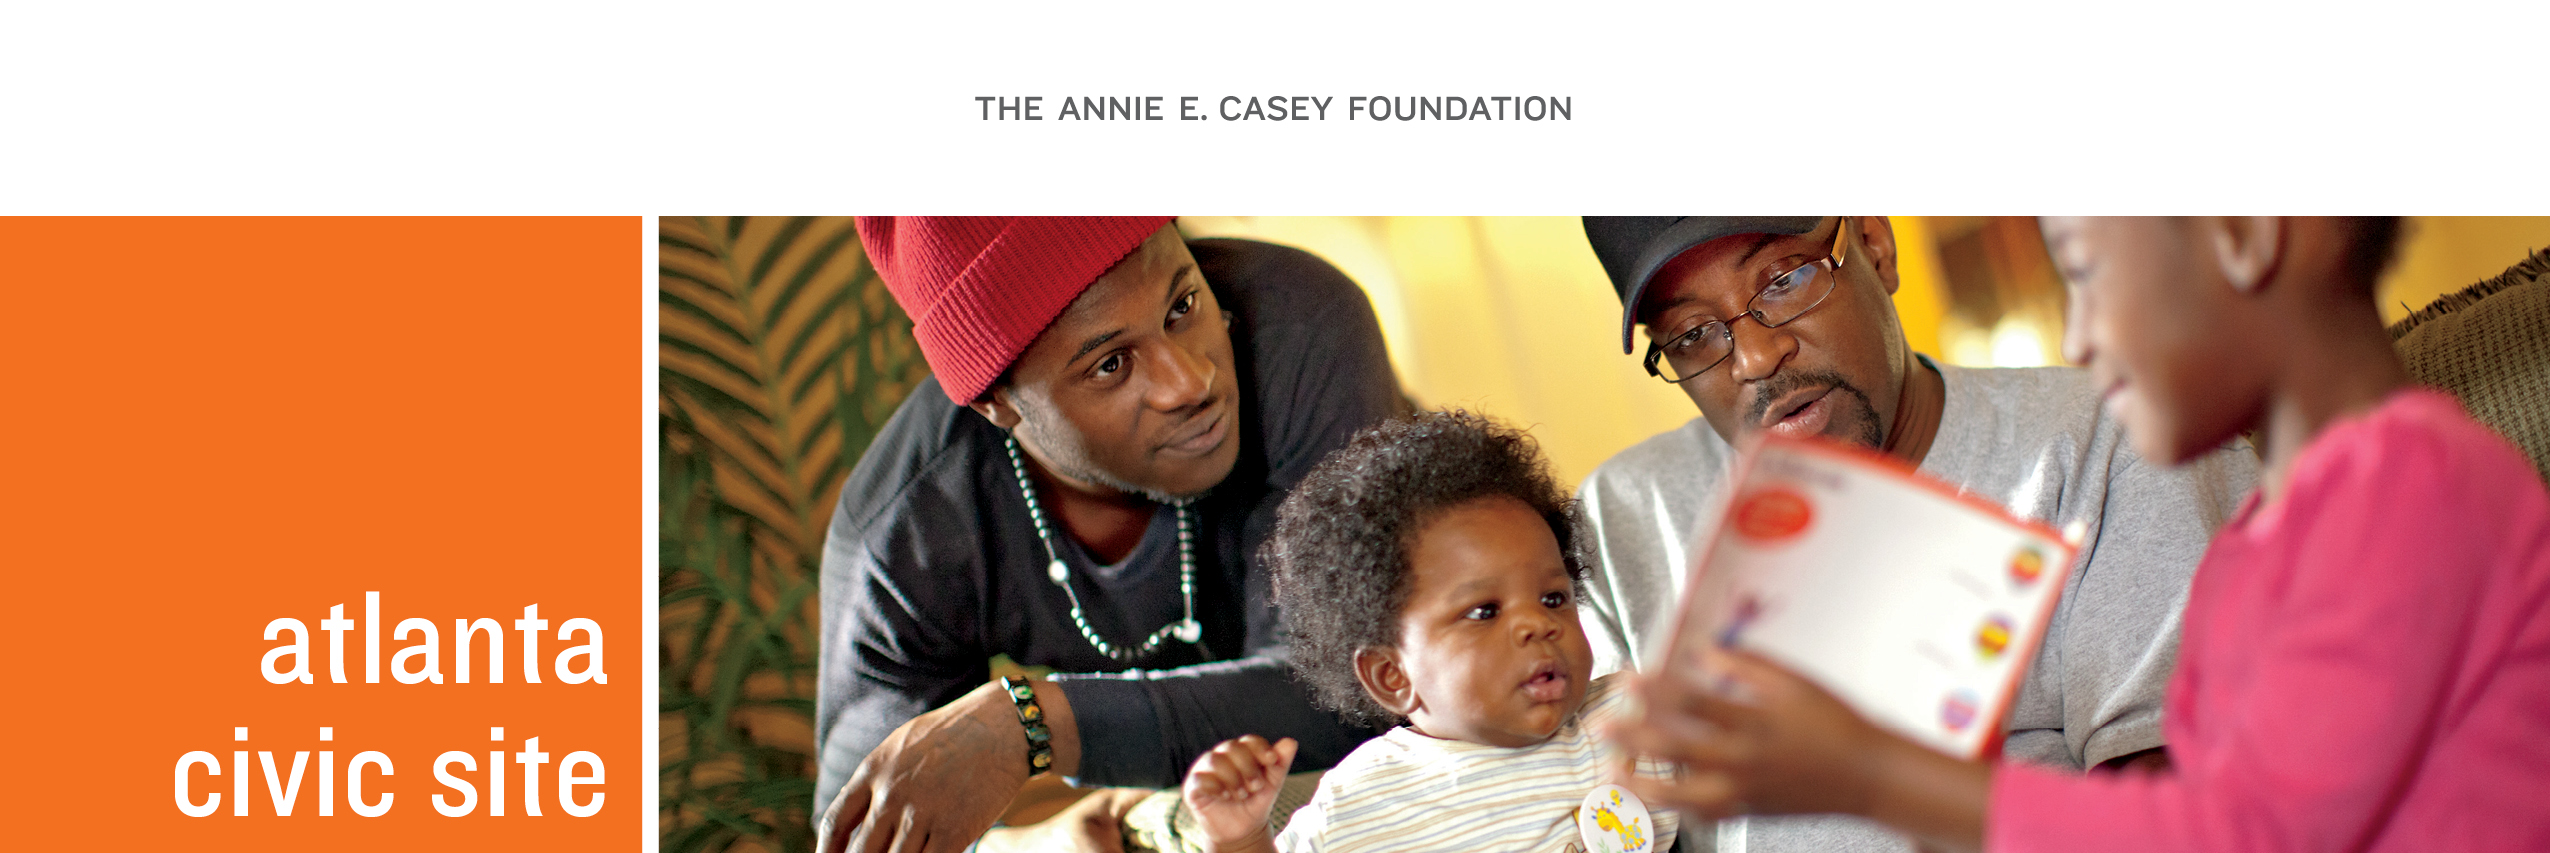 THE ANNIE E. CASEY FOUNDATION
atlanta
civic site